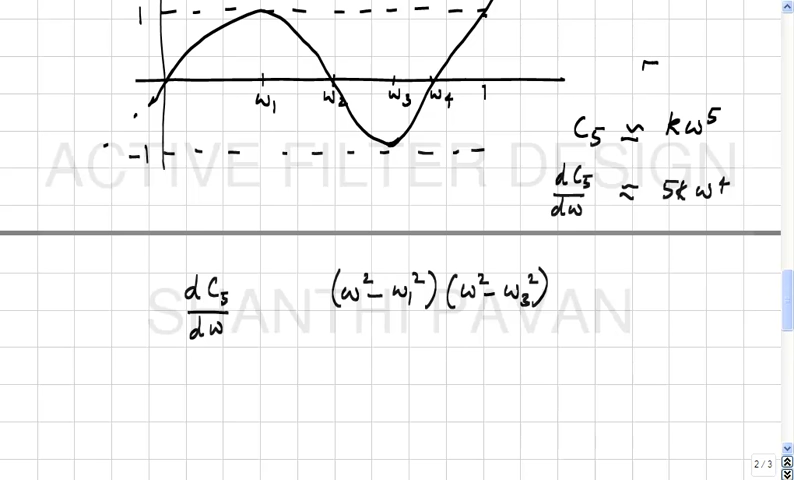 1
ω₁ ω₂ ω₃ ω₄ 1
-1
C₅ ≈ kω⁵
dC₅/dω ≈ 5kω⁴
ACTIVE FILTER DESIGN
dC₅/dω (ω² - ω₁²)(ω² - ω₃²)
SHANTHI PAVAN
2 / 3